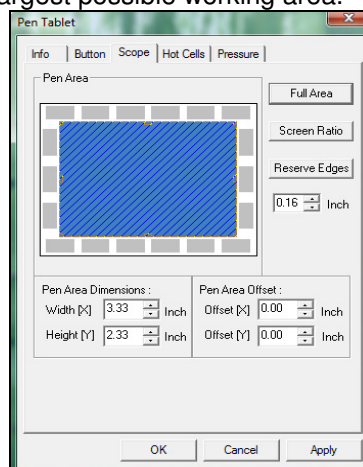 largest possible working area.
Pen Tablet
Info Button Scope Hot Cells Pressure
Pen Area
Full Area
Screen Ratio
Reserve Edges
0.16 Inch
Pen Area Dimensions : Pen Area Offset :
Width [X] 3.33 Inch Offset [X] 0.00 Inch
Height [Y] 2.33 Inch Offset [Y] 0.00 Inch
OK Cancel Apply